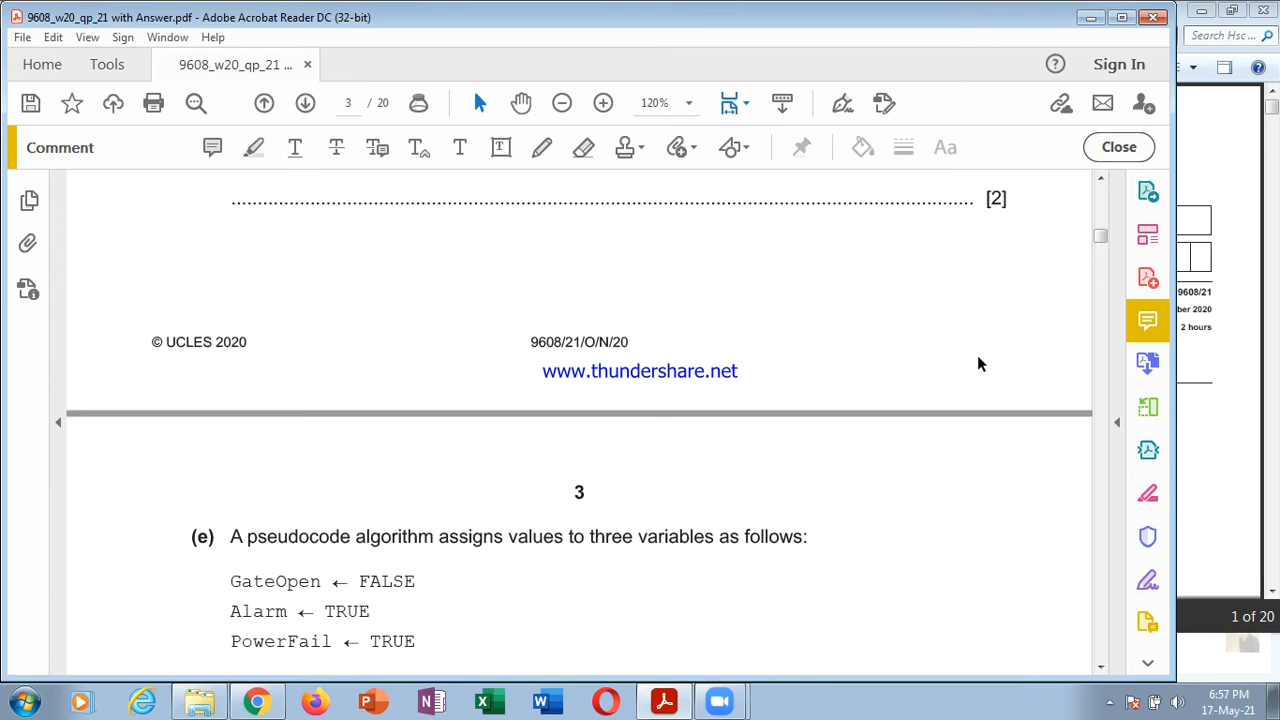 9608_w20_qp_21 with Answer.pdf - Adobe Acrobat Reader DC (32-bit)
File Edit View Sign Window Help
Home Tools 9608_w20_qp_21 ... × Sign In
3 / 20 120%
Comment Aa Close
[2]
© UCLES 2020 9608/21/O/N/20
www.thundershare.net
3
(e) A pseudocode algorithm assigns values to three variables as follows:
GateOpen ← FALSE
Alarm ← TRUE
PowerFail ← TRUE
Search Hsc...
9608/21
ber 2020
2 hours
1 of 20
6:57 PM
17-May-21